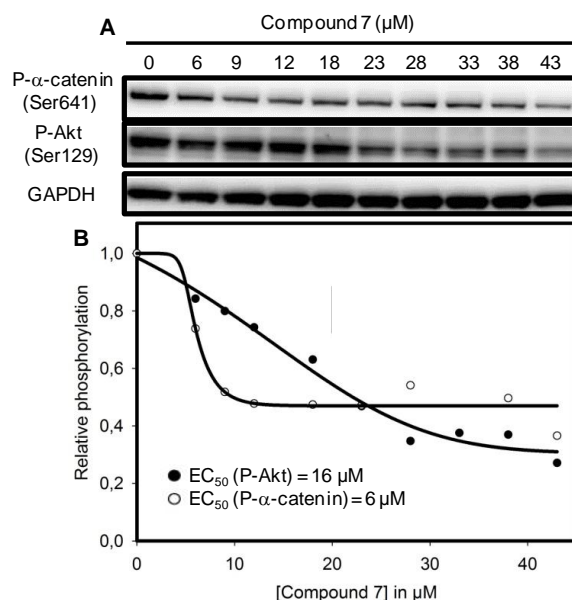 A
Compound 7 (µM)
0 6 9 12 18 23 28 33 38 43
P-α-catenin
(Ser641)
P-Akt
(Ser129)
GAPDH
B
1,0
0,8
0,6
0,4
0,2
0,0
Relative phosphorylation
EC50 (P-Akt) = 16 µM
EC50 (P-α-catenin) = 6 µM
0 10 20 30 40
[Compound 7] in µM